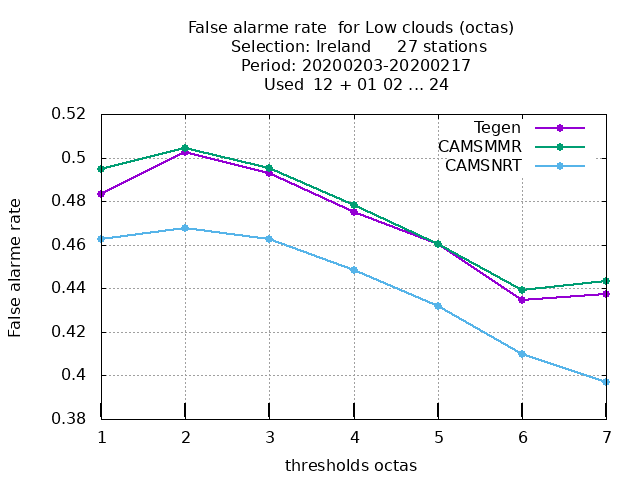 False alarme rate  for Low clouds (octas)
Selection: Ireland     27 stations
Period: 20200203-20200217
Used  12 + 01 02 ... 24
0.52
0.5
0.48
0.46
0.44
0.42
0.4
0.38
False alarme rate
Tegen
CAMSMMR
CAMSNRT
1 2 3 4 5 6 7
thresholds octas